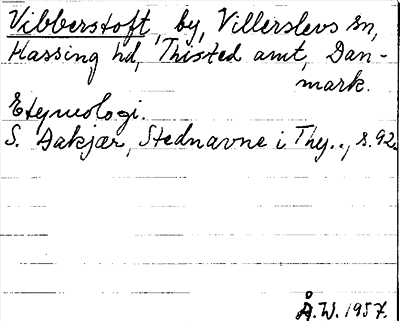 Vibberstoft, by, Villerslevs sn,
Hassing hd, Thisted amt, Dan-
mark.
Etymologi.
S. Aakjær, Stednavne i Thy.., s. 92.
Å.W. 1957.